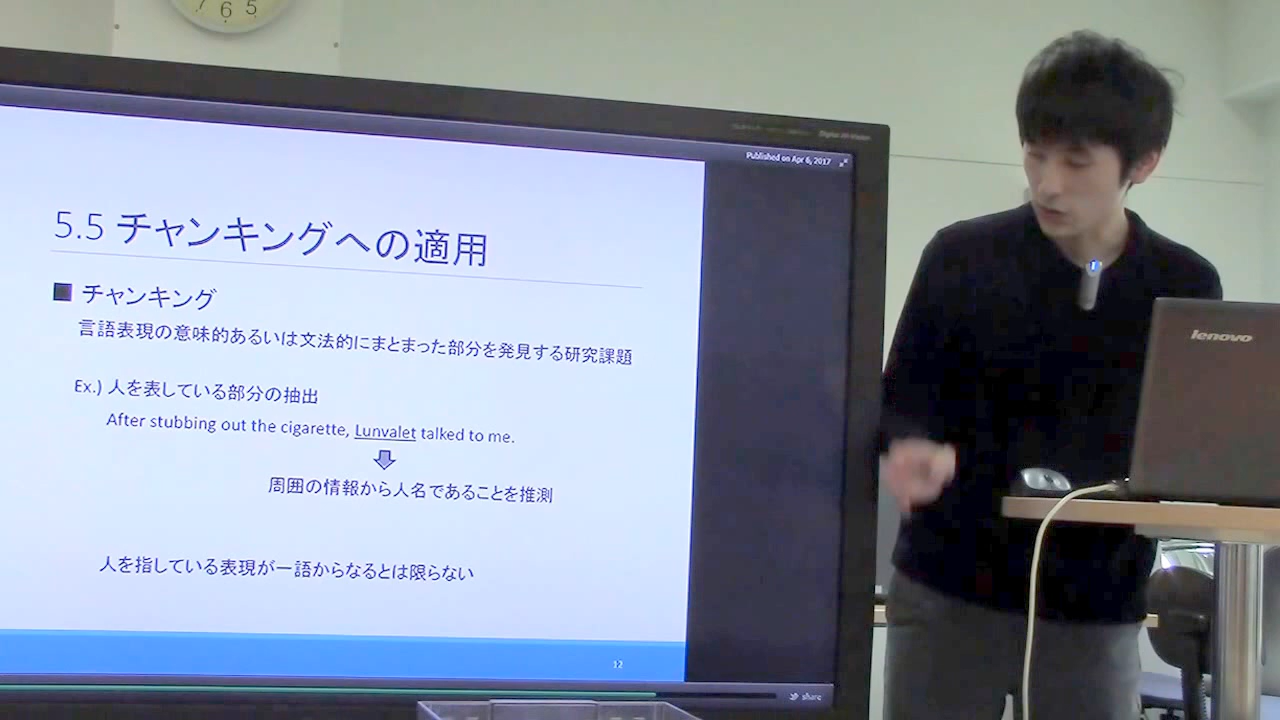 7 6 5
Published on Apr 6, 2017
5.5 チャンキングへの適用
■ チャンキング
言語表現の意味的あるいは文法的にまとまった部分を発見する研究課題
Ex.) 人を表している部分の抽出
After stubbing out the cigarette, Lunvalet talked to me.
周囲の情報から人名であることを推測
人を指している表現が一語からなるとは限らない
12
share
lenovo